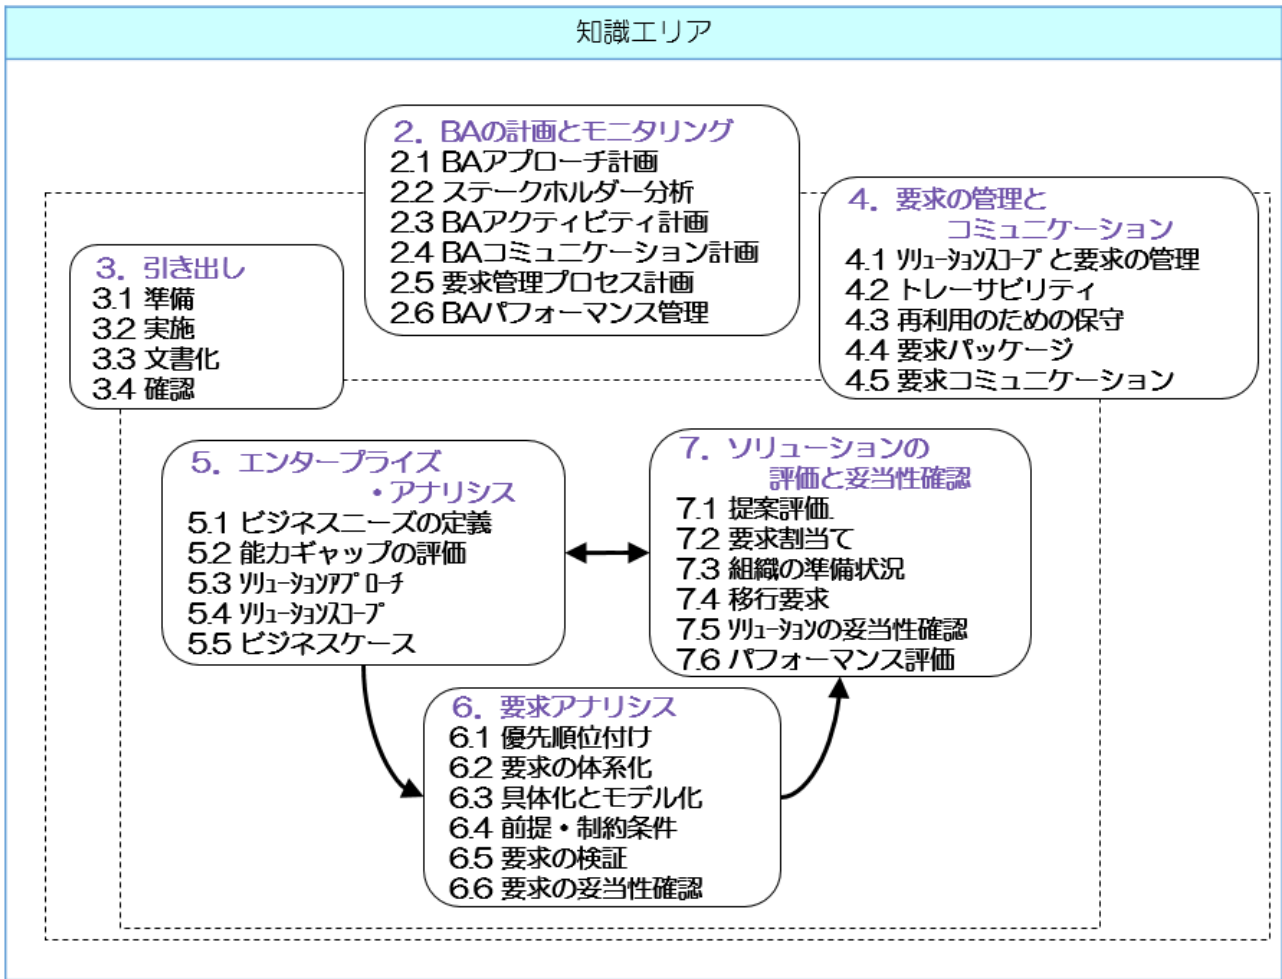 知識エリア
2. BAの計画とモニタリング
2.1 BAアプローチ計画
2.2 ステークホルダー分析
2.3 BAアクティビティ計画
2.4 BAコミュニケーション計画
2.5 要求管理プロセス計画
2.6 BAパフォーマンス管理
3. 引き出し
3.1 準備
3.2 実施
3.3 文書化
3.4 確認
4. 要求の管理と
コミュニケーション
4.1 ソリューションスコープと要求の管理
4.2 トレーサビリティ
4.3 再利用のための保守
4.4 要求パッケージ
4.5 要求コミュニケーション
5. エンタープライズ
・アナリシス
5.1 ビジネスニーズの定義
5.2 能力ギャップの評価
5.3 ソリューションアプローチ
5.4 ソリューションスコープ
5.5 ビジネスケース
7. ソリューションの
評価と妥当性確認
7.1 提案評価.
7.2 要求割当て
7.3 組織の準備状況
7.4 移行要求
7.5 ソリューションの妥当性確認
7.6 パフォーマンス評価
6. 要求アナリシス
6.1 優先順位付け
6.2 要求の体系化
6.3 具体化とモデル化
6.4 前提・制約条件
6.5 要求の検証
6.6 要求の妥当性確認